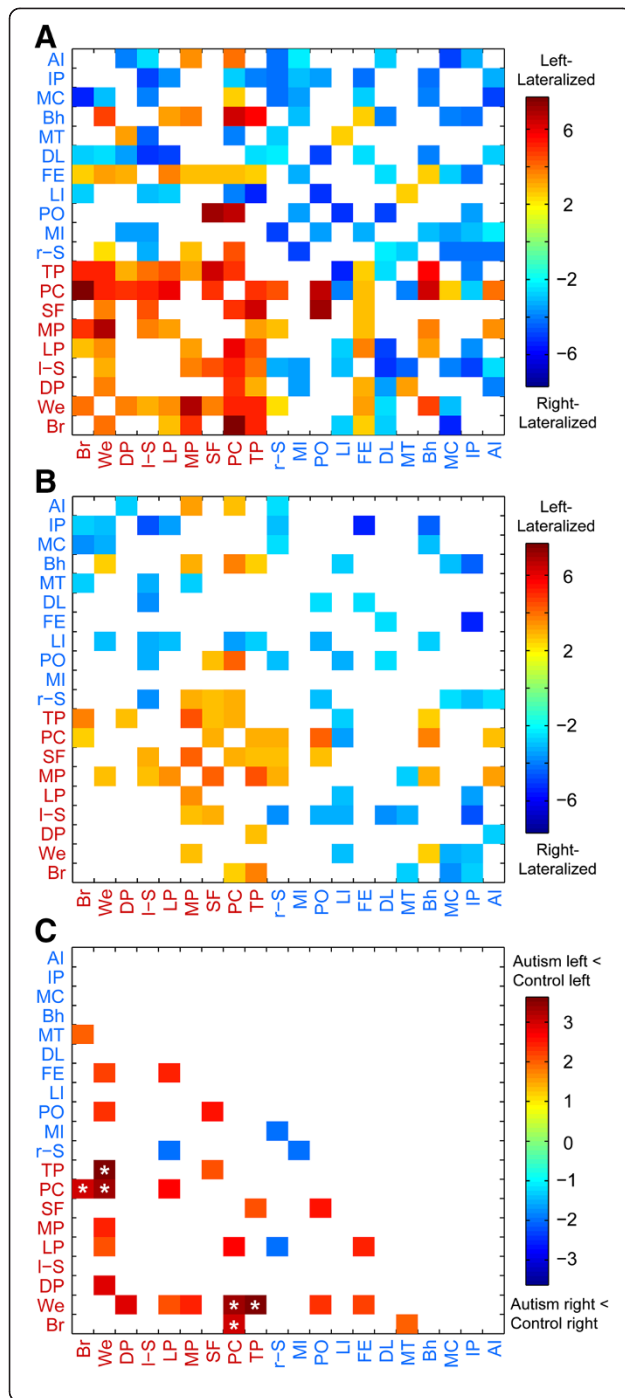 A
Left-
Lateralized
AI
IP
MC
Bh
MT
DL
FE
LI
PO
MI
r-S
TP
PC
SF
MP
LP
l-S
DP
We
Br
6
2
-2
-6
Right-
Lateralized
Br We DP l-S LP MP SF PC TP r-S MI PO LI FE DL MT Bh MC IP AI
B
Left-
Lateralized
AI
IP
MC
Bh
MT
DL
FE
LI
PO
MI
r-S
TP
PC
SF
MP
LP
l-S
DP
We
Br
6
2
-2
-6
Right-
Lateralized
Br We DP l-S LP MP SF PC TP r-S MI PO LI FE DL MT Bh MC IP AI
C
Autism left <
Control left
AI
IP
MC
Bh
MT
DL
FE
LI
PO
MI
r-S
TP *
PC * *
SF
MP
LP
l-S
DP
We * *
Br *
3
2
1
0
-1
-2
-3
Autism right <
Control right
Br We DP l-S LP MP SF PC TP r-S MI PO LI FE DL MT Bh MC IP AI